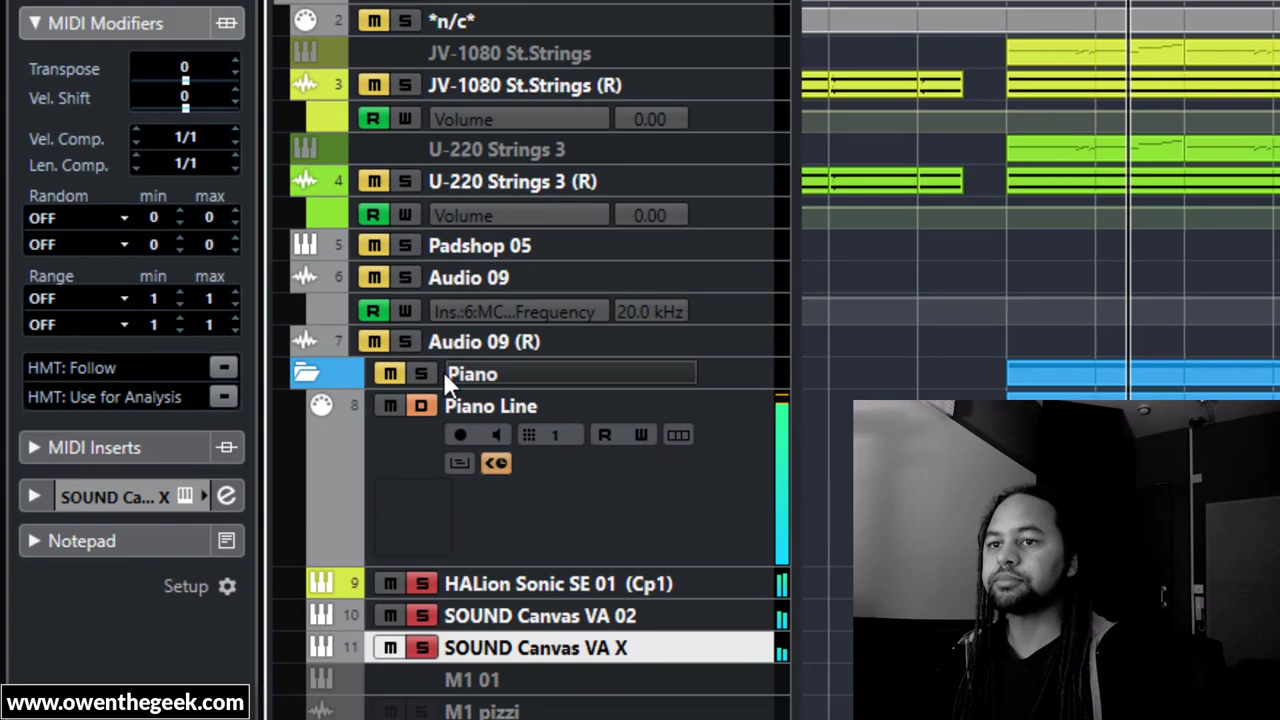 MIDI Modifiers
Transpose 0
Vel. Shift 0
Vel. Comp. 1/1
Len. Comp. 1/1
Random min max
OFF 0 0
OFF 0 0
Range min max
OFF 1 1
OFF 1 1
HMT: Follow
HMT: Use for Analysis
MIDI Inserts
SOUND Ca... X
Notepad
Setup
2 m S *n/c*
JV-1080 St.Strings
3 m S JV-1080 St.Strings (R)
R W Volume 0.00
U-220 Strings 3
4 m S U-220 Strings 3 (R)
R W Volume 0.00
5 m S Padshop 05
6 m S Audio 09
R W Ins.:6:MC...Frequency 20.0 kHz
7 m S Audio 09 (R)
M S Piano
8 M Piano Line
1 R W
9 M S HALion Sonic SE 01 (Cp1)
10 M S SOUND Canvas VA 02
11 M S SOUND Canvas VA X
M1 01
M1 pizzi
www.owenthegeek.com